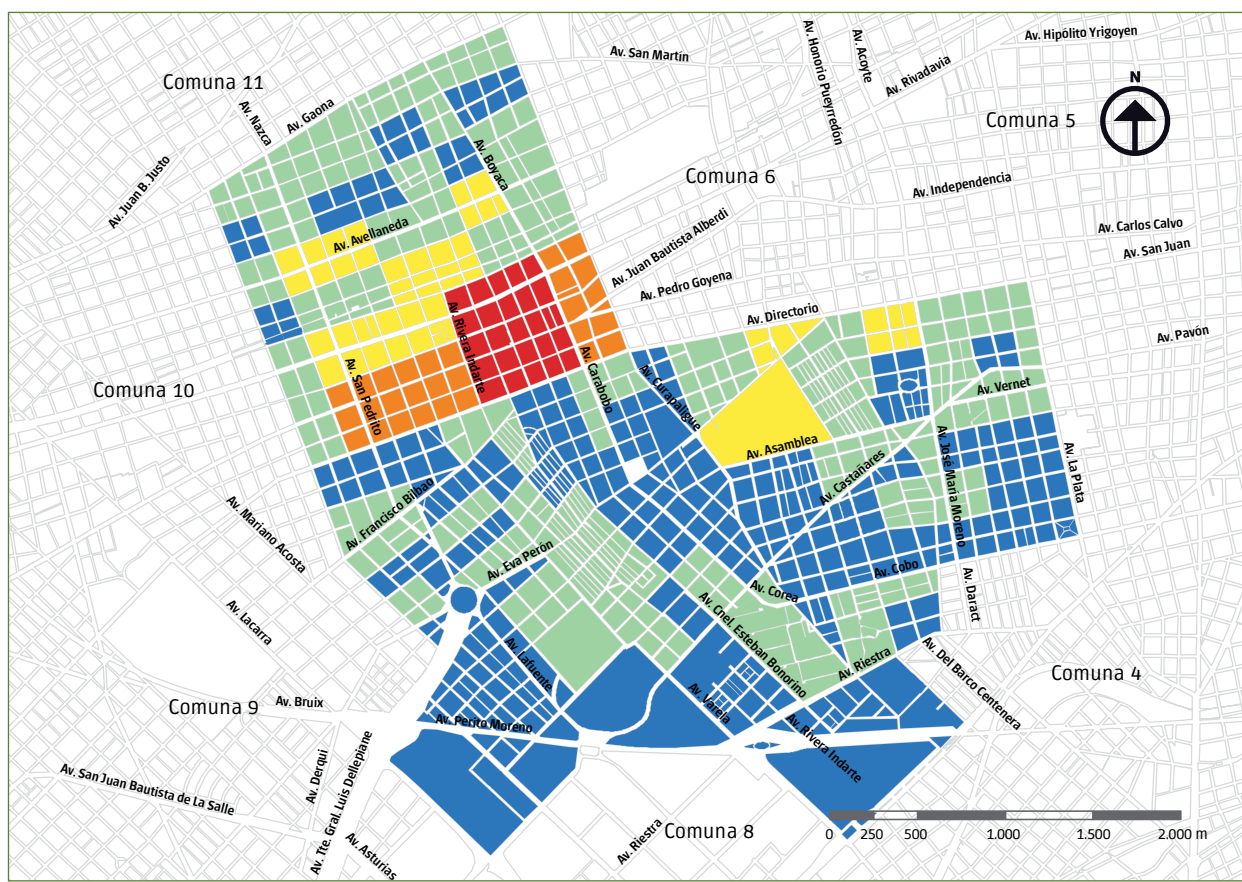 Av. Hipólito Yrigoyen
Av. San Martín
Av. Honorio Pueyrredón
Av. Acoyte
Av. Rivadavia
Comuna 11
N
Av. Nazca
Av. Gaona
Comuna 5
Av. Juan B. Justo
Av. Boyaca
Comuna 6
Av. Independencia
Av. Avellaneda
Av. Juan Bautista Alberdi
Av. Carlos Calvo
Av. San Juan
Av. Pedro Goyena
Av. Directorio
Av. Rivera Indarte
Av. Pavón
Av. San Pedrito
Av. Carabobo
Av. Curapaligue
Comuna 10
Av. Vernet
Av. Asamblea
Av. Castañares
Av. José María Moreno
Av. La Plata
Av. Francisco Bilbao
Av. Mariano Acosta
Av. Eva Perón
Av. Cobo
Av. Corea
Av. Daract
Av. Lacarra
Av. Cnel. Esteban Bonorino
Av. Lafuente
Av. Riestra
Av. Del Barco Centenera
Comuna 4
Comuna 9
Av. Bruix
Av. Varela
Av. Perito Moreno
Av. Rivera Indarte
Av. Derqui
Av. Tte. Gral. Luis Dellepiane
Av. San Juan Bautista de La Salle
Av. Asturias
Av. Riestra
Comuna 8
0 250 500 1.000 1.500 2.000 m